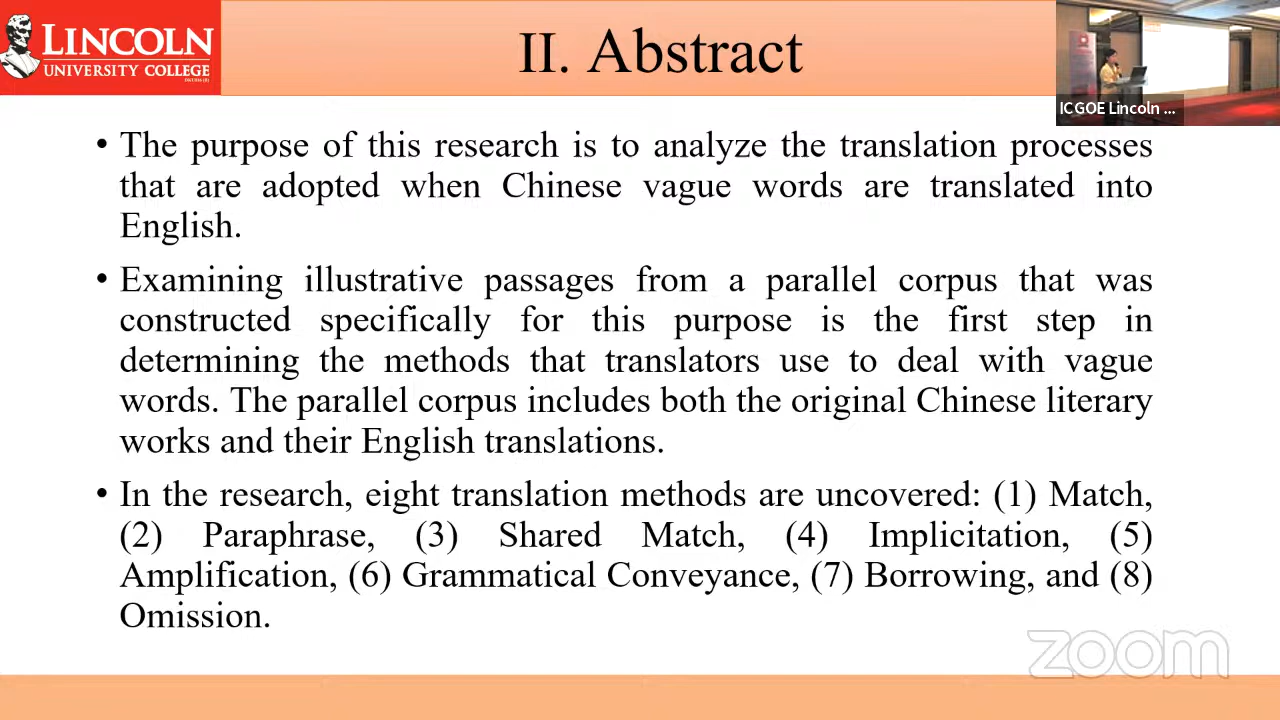 LINCOLN
UNIVERSITY COLLEGE
II. Abstract
ICGOE Lincoln ...
• The purpose of this research is to analyze the translation processes
that are adopted when Chinese vague words are translated into
English.
• Examining illustrative passages from a parallel corpus that was
constructed specifically for this purpose is the first step in
determining the methods that translators use to deal with vague
words. The parallel corpus includes both the original Chinese literary
works and their English translations.
• In the research, eight translation methods are uncovered: (1) Match,
(2) Paraphrase, (3) Shared Match, (4) Implicitation, (5)
Amplification, (6) Grammatical Conveyance, (7) Borrowing, and (8)
Omission.
zoom